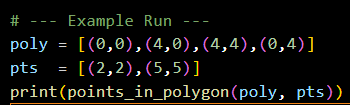 # --- Example Run ---
poly  = [(0,0),(4,0),(4,4),(0,4)]
pts  = [(2,2),(5,5)]
print(points_in_polygon(poly, pts))